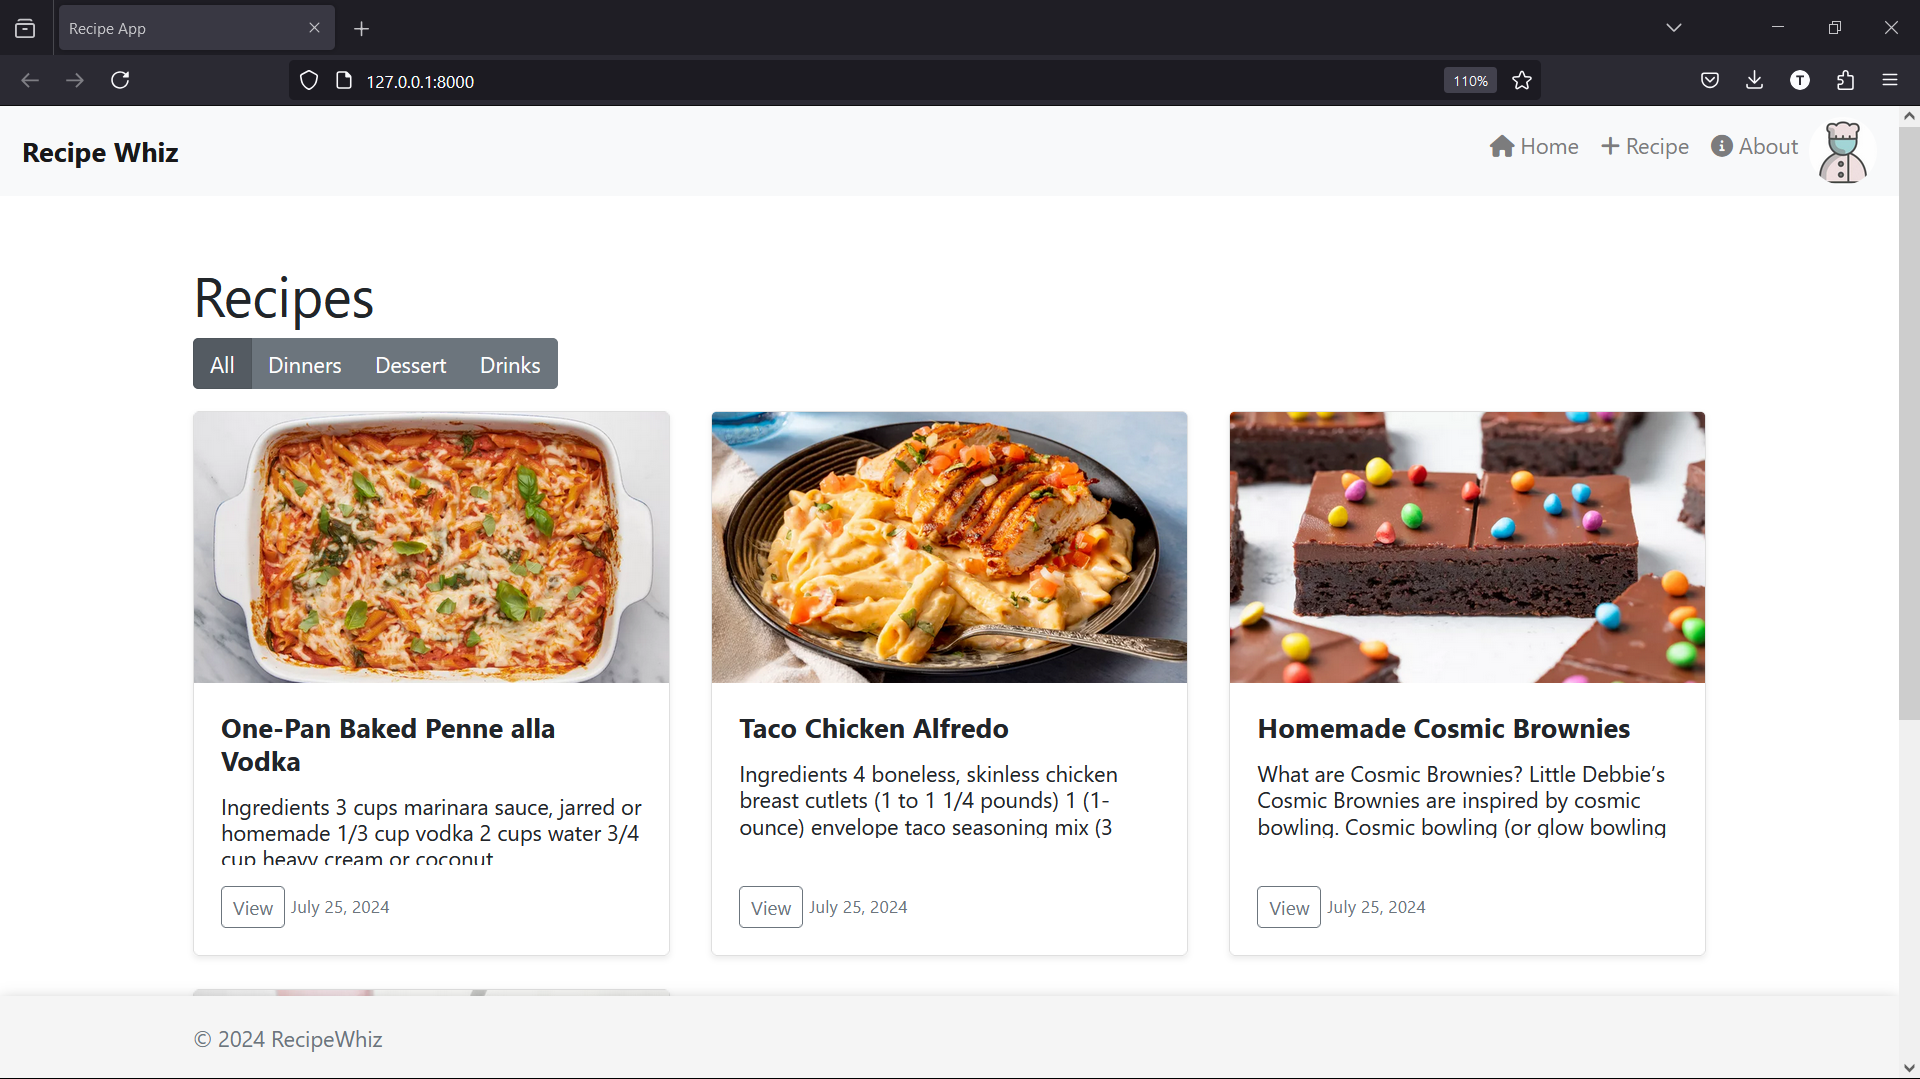 Recipe App
127.0.0.1:8000
110%
T
Recipe Whiz
Home
Recipe
About
Recipes
All
Dinners
Dessert
Drinks
One-Pan Baked Penne alla
Vodka
Ingredients 3 cups marinara sauce, jarred or
homemade 1/3 cup vodka 2 cups water 3/4
cup heavy cream or coconut
View July 25, 2024
Taco Chicken Alfredo
Ingredients 4 boneless, skinless chicken
breast cutlets (1 to 1 1/4 pounds) 1 (1-
ounce) envelope taco seasoning mix (3
View July 25, 2024
Homemade Cosmic Brownies
What are Cosmic Brownies? Little Debbie’s
Cosmic Brownies are inspired by cosmic
bowling. Cosmic bowling (or glow bowling
View July 25, 2024
© 2024 RecipeWhiz